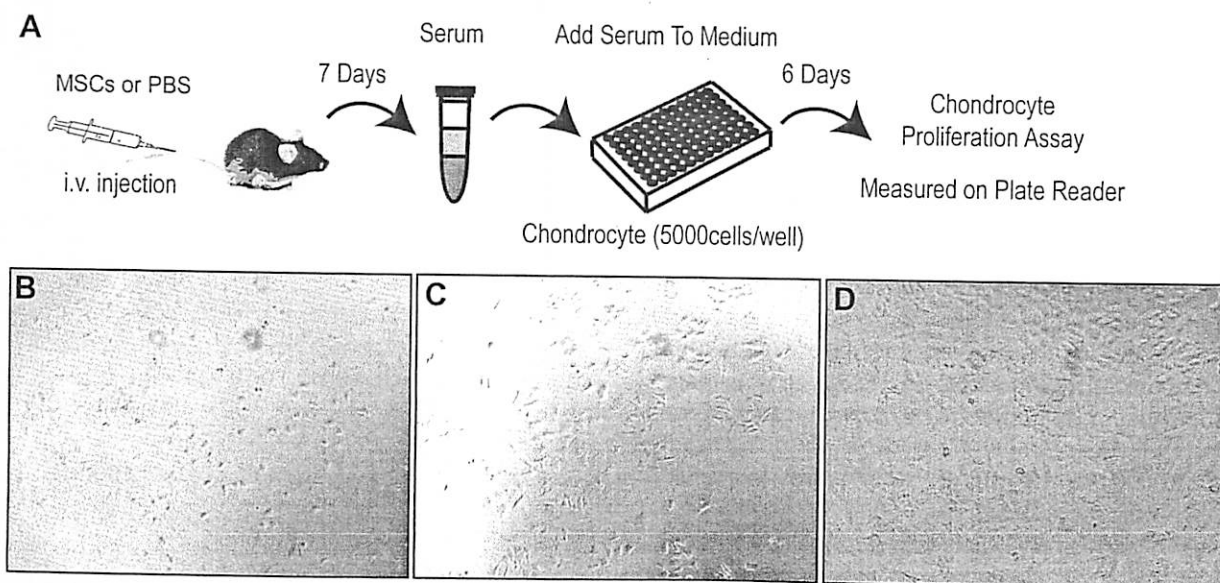 A
MSCs or PBS
i.v. injection
7 Days
Serum
Add Serum To Medium
Chondrocyte (5000cells/well)
6 Days
Chondrocyte
Proliferation Assay
Measured on Plate Reader
B
C
D